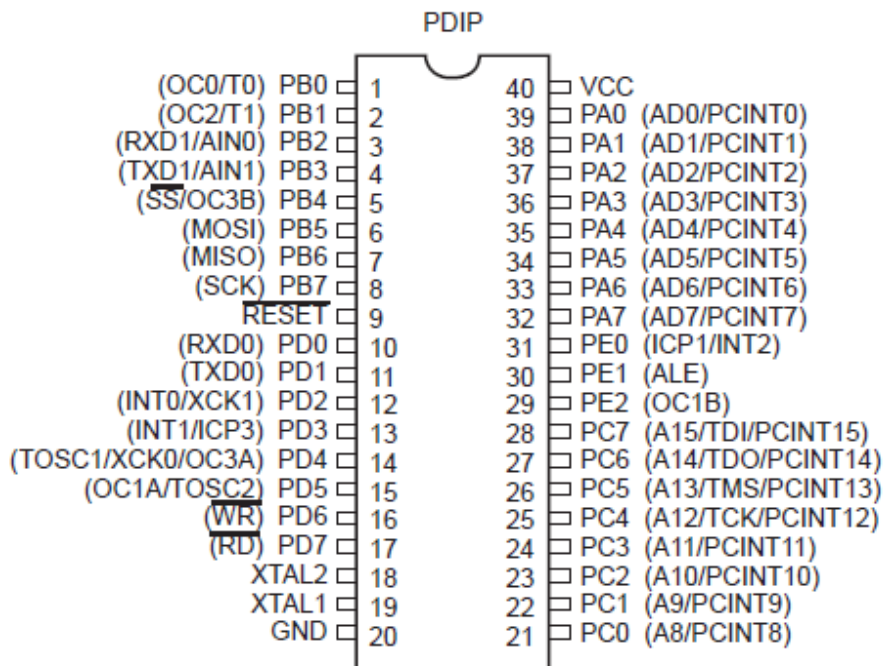 PDIP
(OC0/T0) PB0 1 40 VCC
(OC2/T1) PB1 2 39 PA0 (AD0/PCINT0)
(RXD1/AIN0) PB2 3 38 PA1 (AD1/PCINT1)
(TXD1/AIN1) PB3 4 37 PA2 (AD2/PCINT2)
(SS/OC3B) PB4 5 36 PA3 (AD3/PCINT3)
(MOSI) PB5 6 35 PA4 (AD4/PCINT4)
(MISO) PB6 7 34 PA5 (AD5/PCINT5)
(SCK) PB7 8 33 PA6 (AD6/PCINT6)
RESET 9 32 PA7 (AD7/PCINT7)
(RXD0) PD0 10 31 PE0 (ICP1/INT2)
(TXD0) PD1 11 30 PE1 (ALE)
(INT0/XCK1) PD2 12 29 PE2 (OC1B)
(INT1/ICP3) PD3 13 28 PC7 (A15/TDI/PCINT15)
(TOSC1/XCK0/OC3A) PD4 14 27 PC6 (A14/TDO/PCINT14)
(OC1A/TOSC2) PD5 15 26 PC5 (A13/TMS/PCINT13)
(WR) PD6 16 25 PC4 (A12/TCK/PCINT12)
(RD) PD7 17 24 PC3 (A11/PCINT11)
XTAL2 18 23 PC2 (A10/PCINT10)
XTAL1 19 22 PC1 (A9/PCINT9)
GND 20 21 PC0 (A8/PCINT8)